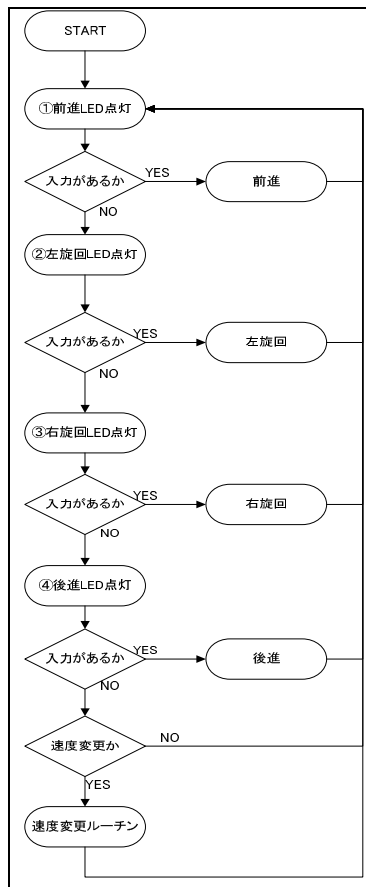 START
①前進LED点灯
入力があるか
YES
前進
NO
②左旋回LED点灯
入力があるか
YES
左旋回
NO
③右旋回LED点灯
入力があるか
YES
右旋回
NO
④後進LED点灯
入力があるか
YES
後進
NO
速度変更か
NO
YES
速度変更ルーチン